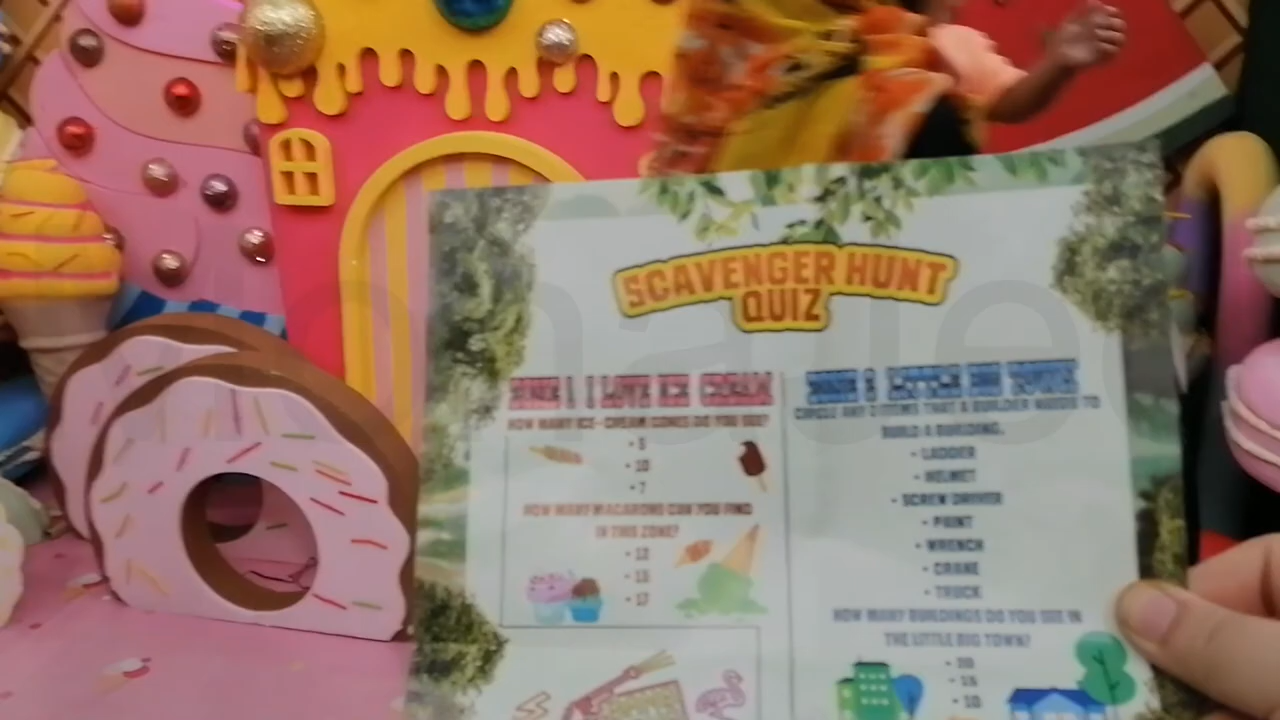 SCAVENGER HUNT
QUIZ
ZONE 1 I LOVE ICE CREAM
HOW MANY ICE-CREAM CONES DO YOU SEE?
• 5
• 10
• 7
HOW MANY MACARONS CAN YOU FIND
IN THIS ZONE?
• 12
• 15
• 17
LITTLE BIG TOWN
CIRCLE ANY ITEMS THAT A BUILDER NEEDS TO
BUILD A BUILDING.
• LADDER
• HELMET
• SCREW DRIVER
• PAINT
• WRENCH
• CRANE
• TRUCK
HOW MANY BUILDINGS DO YOU SEE IN
THE LITTLE BIG TOWN?
• 20
• 15
• 10